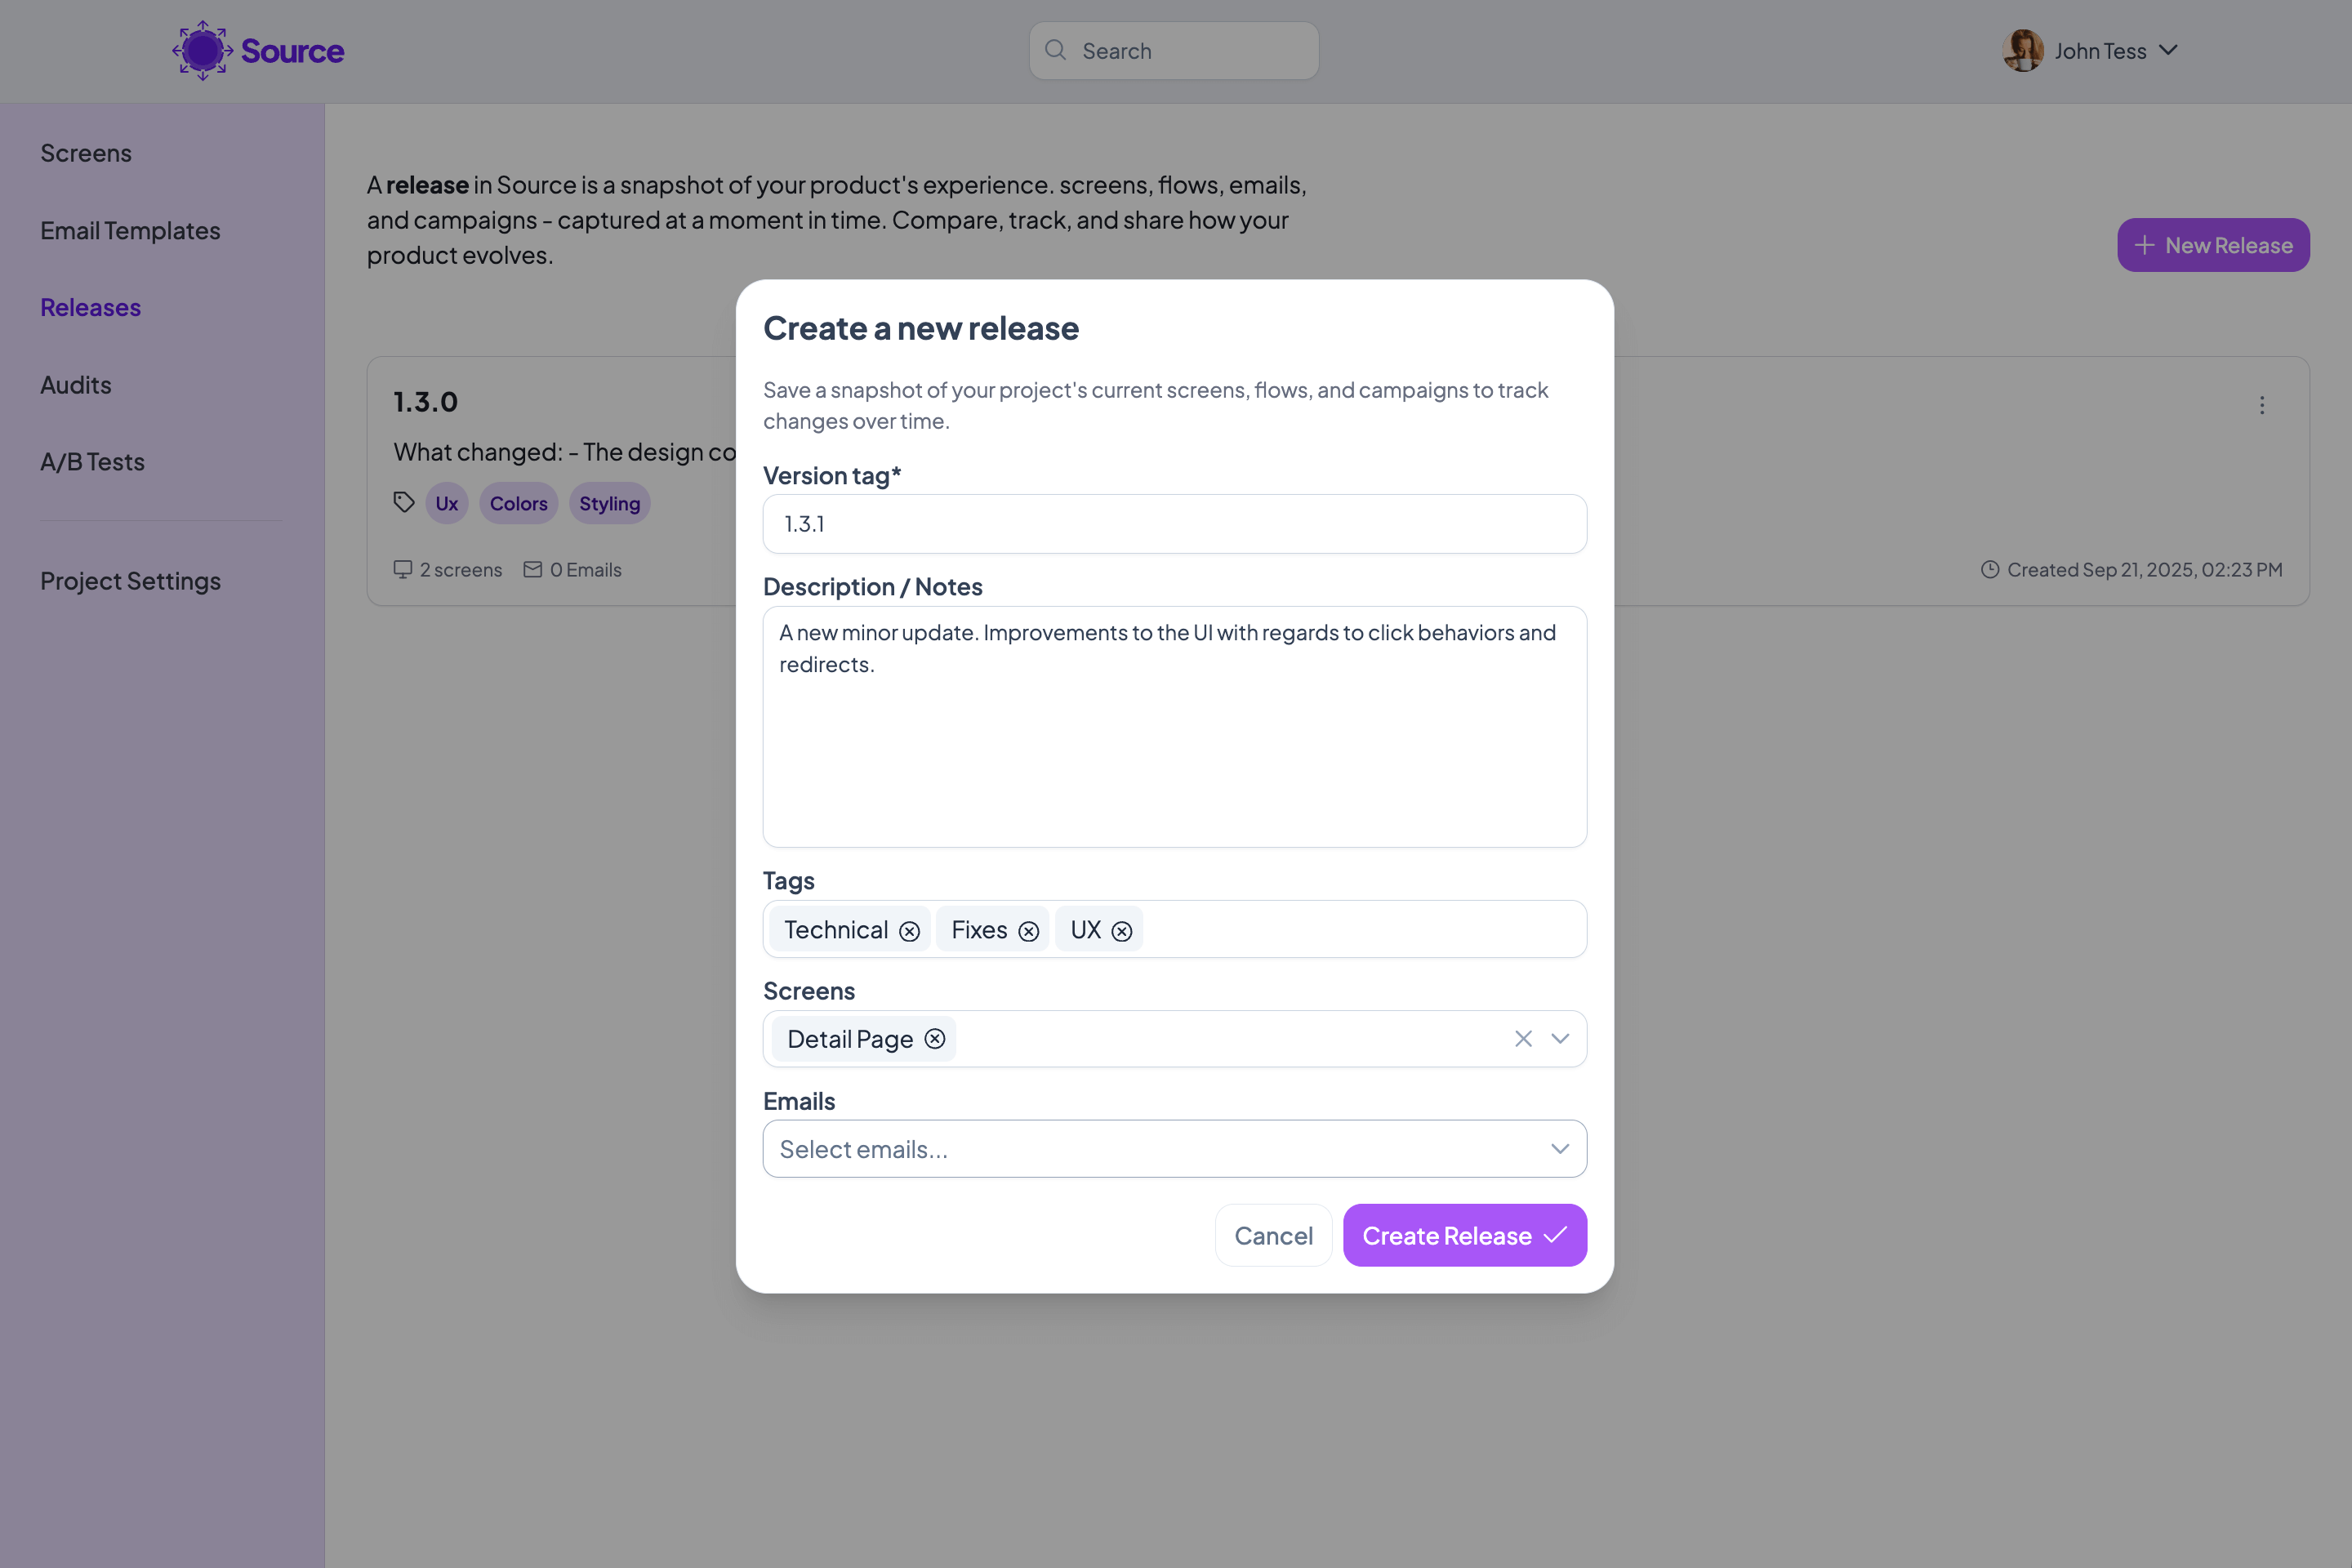 Source
Search
John Tess
Screens
Email Templates
Releases
Audits
A/B Tests
Project Settings
A release in Source is a snapshot of your product's experience. screens, flows, emails,
and campaigns - captured at a moment in time. Compare, track, and share how your
product evolves.
New Release
1.3.0
What changed: - The design co
Ux
Colors
Styling
2 screens
0 Emails
Created Sep 21, 2025, 02:23 PM
Create a new release
Save a snapshot of your project's current screens, flows, and campaigns to track
changes over time.
Version tag*
1.3.1
Description / Notes
A new minor update. Improvements to the UI with regards to click behaviors and
redirects.
Tags
Technical
Fixes
UX
Screens
Detail Page
Emails
Select emails...
Cancel
Create Release